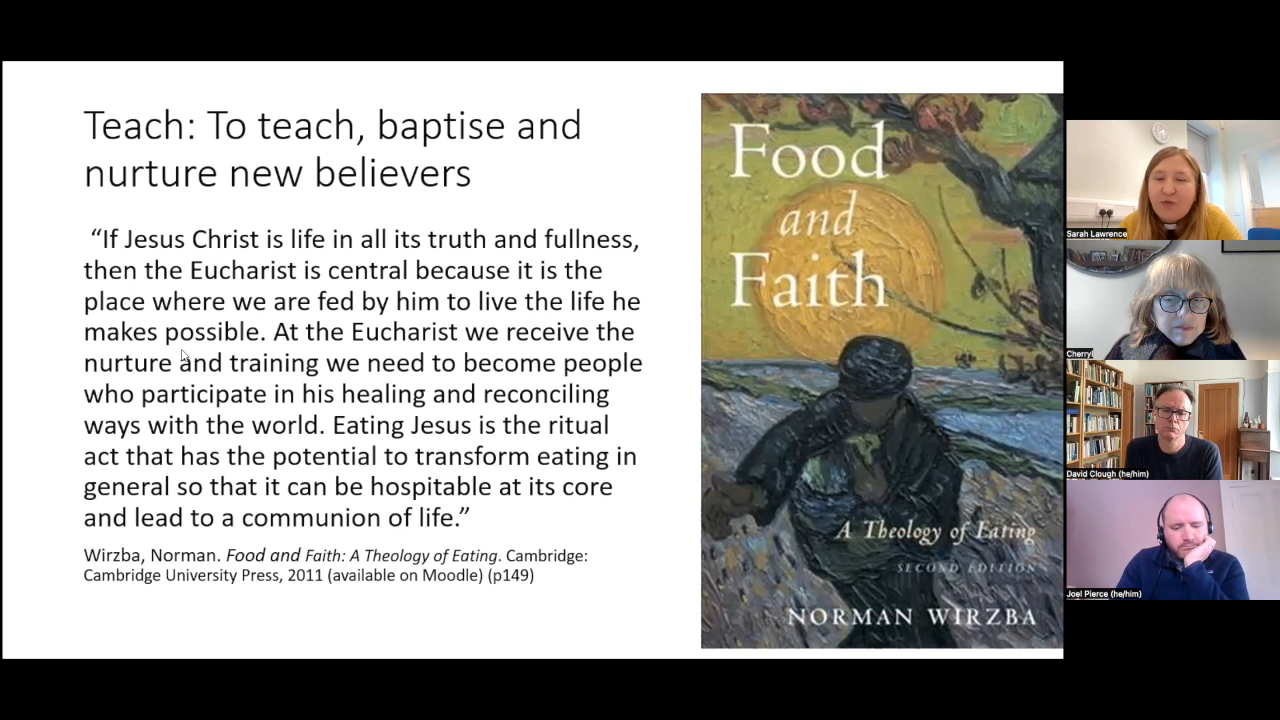 Teach: To teach, baptise and
nurture new believers
“If Jesus Christ is life in all its truth and fullness,
then the Eucharist is central because it is the
place where we are fed by him to live the life he
makes possible. At the Eucharist we receive the
nurture and training we need to become people
who participate in his healing and reconciling
ways with the world. Eating Jesus is the ritual
act that has the potential to transform eating in
general so that it can be hospitable at its core
and lead to a communion of life.”
Wirzba, Norman. Food and Faith: A Theology of Eating. Cambridge:
Cambridge University Press, 2011 (available on Moodle) (p149)
Food
and
Faith
A Theology of Eating
SECOND EDITION
NORMAN WIRZBA
Sarah Lawrence
Cherryl
David Clough (he/him)
Joel Pierce (he/him)